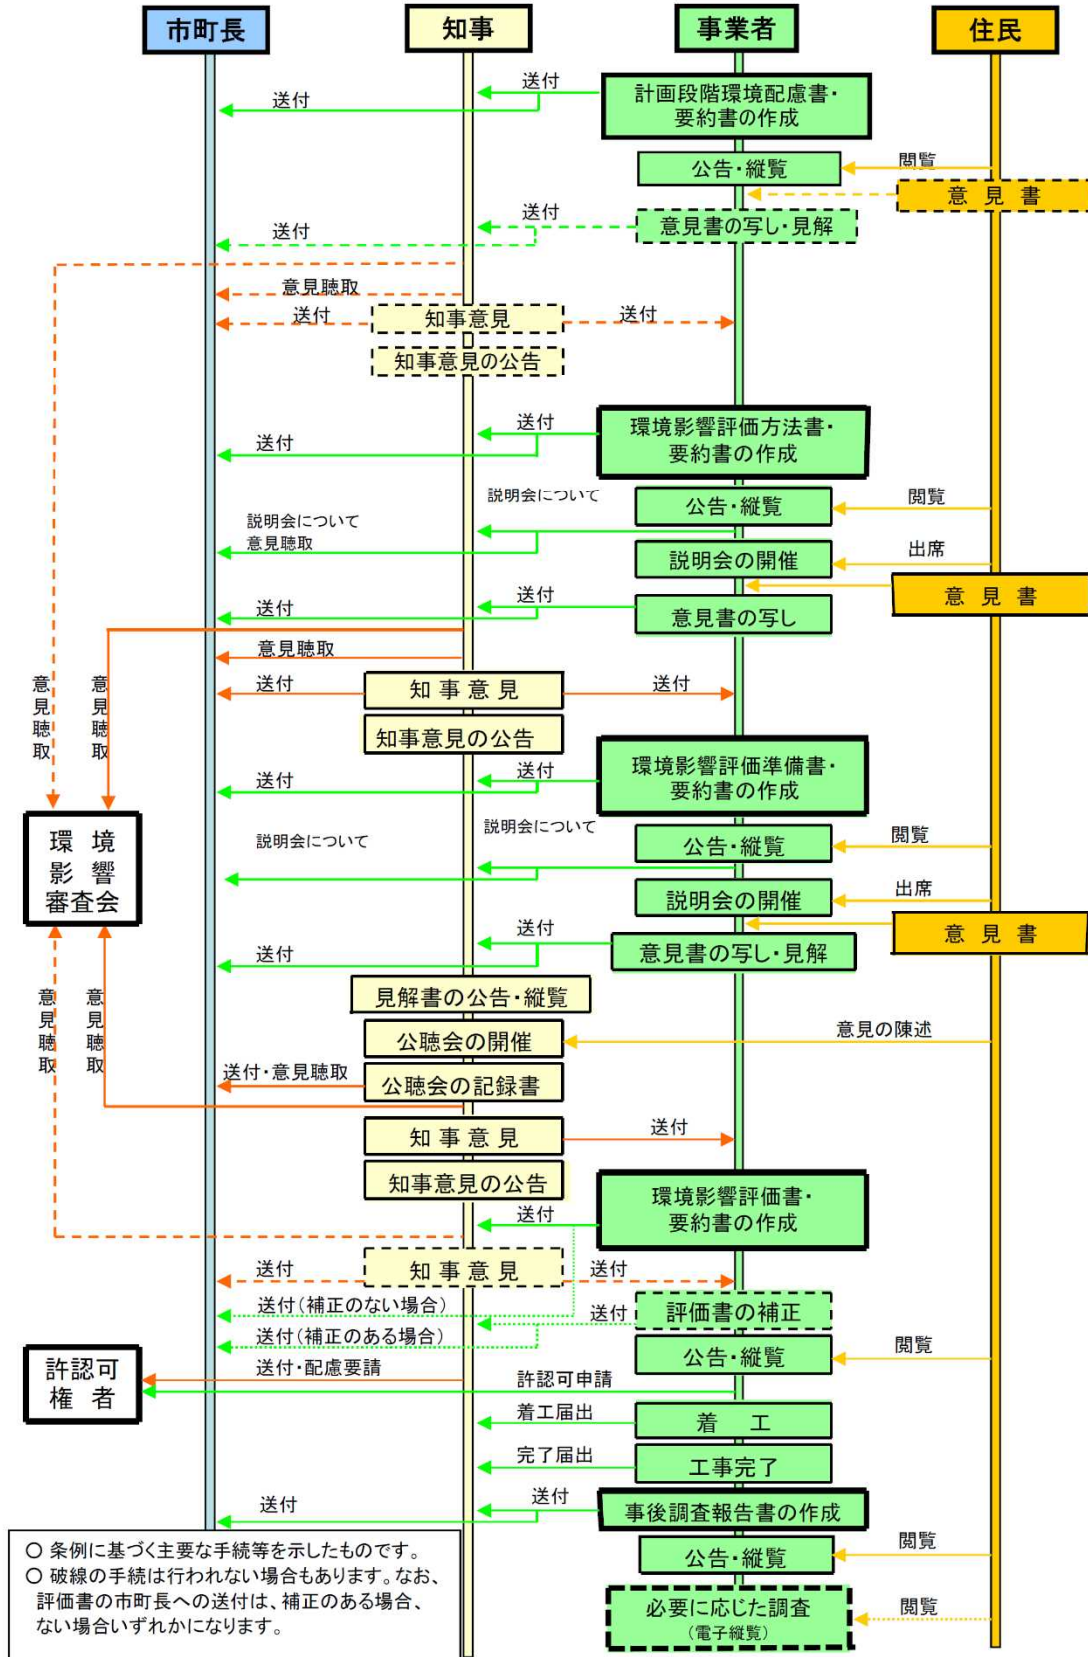 市町長
知事
事業者
住民
送付
送付
計画段階環境配慮書・
要約書の作成
公告・縦覧
閲覧
意 見 書
送付
送付
意見書の写し・見解
意見聴取
送付
知事意見
送付
知事意見の公告
送付
送付
環境影響評価方法書・
要約書の作成
説明会について
公告・縦覧
閲覧
説明会について
意見聴取
説明会の開催
出席
意 見 書
送付
送付
意見書の写し
意見聴取
意見聴取
意見聴取
送付
知 事 意 見
送付
知事意見の公告
送付
送付
環境影響評価準備書・
要約書の作成
環 境
影 響
審査会
説明会について
説明会について
公告・縦覧
閲覧
説明会の開催
出席
意 見 書
送付
送付
意見書の写し・見解
意見聴取
意見聴取
見解書の公告・縦覧
公聴会の開催
意見の陳述
送付・意見聴取
公聴会の記録書
知 事 意 見
送付
知事意見の公告
環境影響評価書・
要約書の作成
送付
送付
知 事 意 見
送付
送付(補正のない場合)
送付
評価書の補正
送付(補正のある場合)
公告・縦覧
閲覧
許認可
権 者
送付・配慮要請
許認可申請
着工届出
着 工
完了届出
工事完了
送付
送付
事後調査報告書の作成
公告・縦覧
閲覧
必要に応じた調査
(電子縦覧)
閲覧
○ 条例に基づく主要な手続等を示したものです。
○ 破線の手続は行われない場合もあります。なお、
評価書の市町長への送付は、補正のある場合、
ない場合いずれかになります。